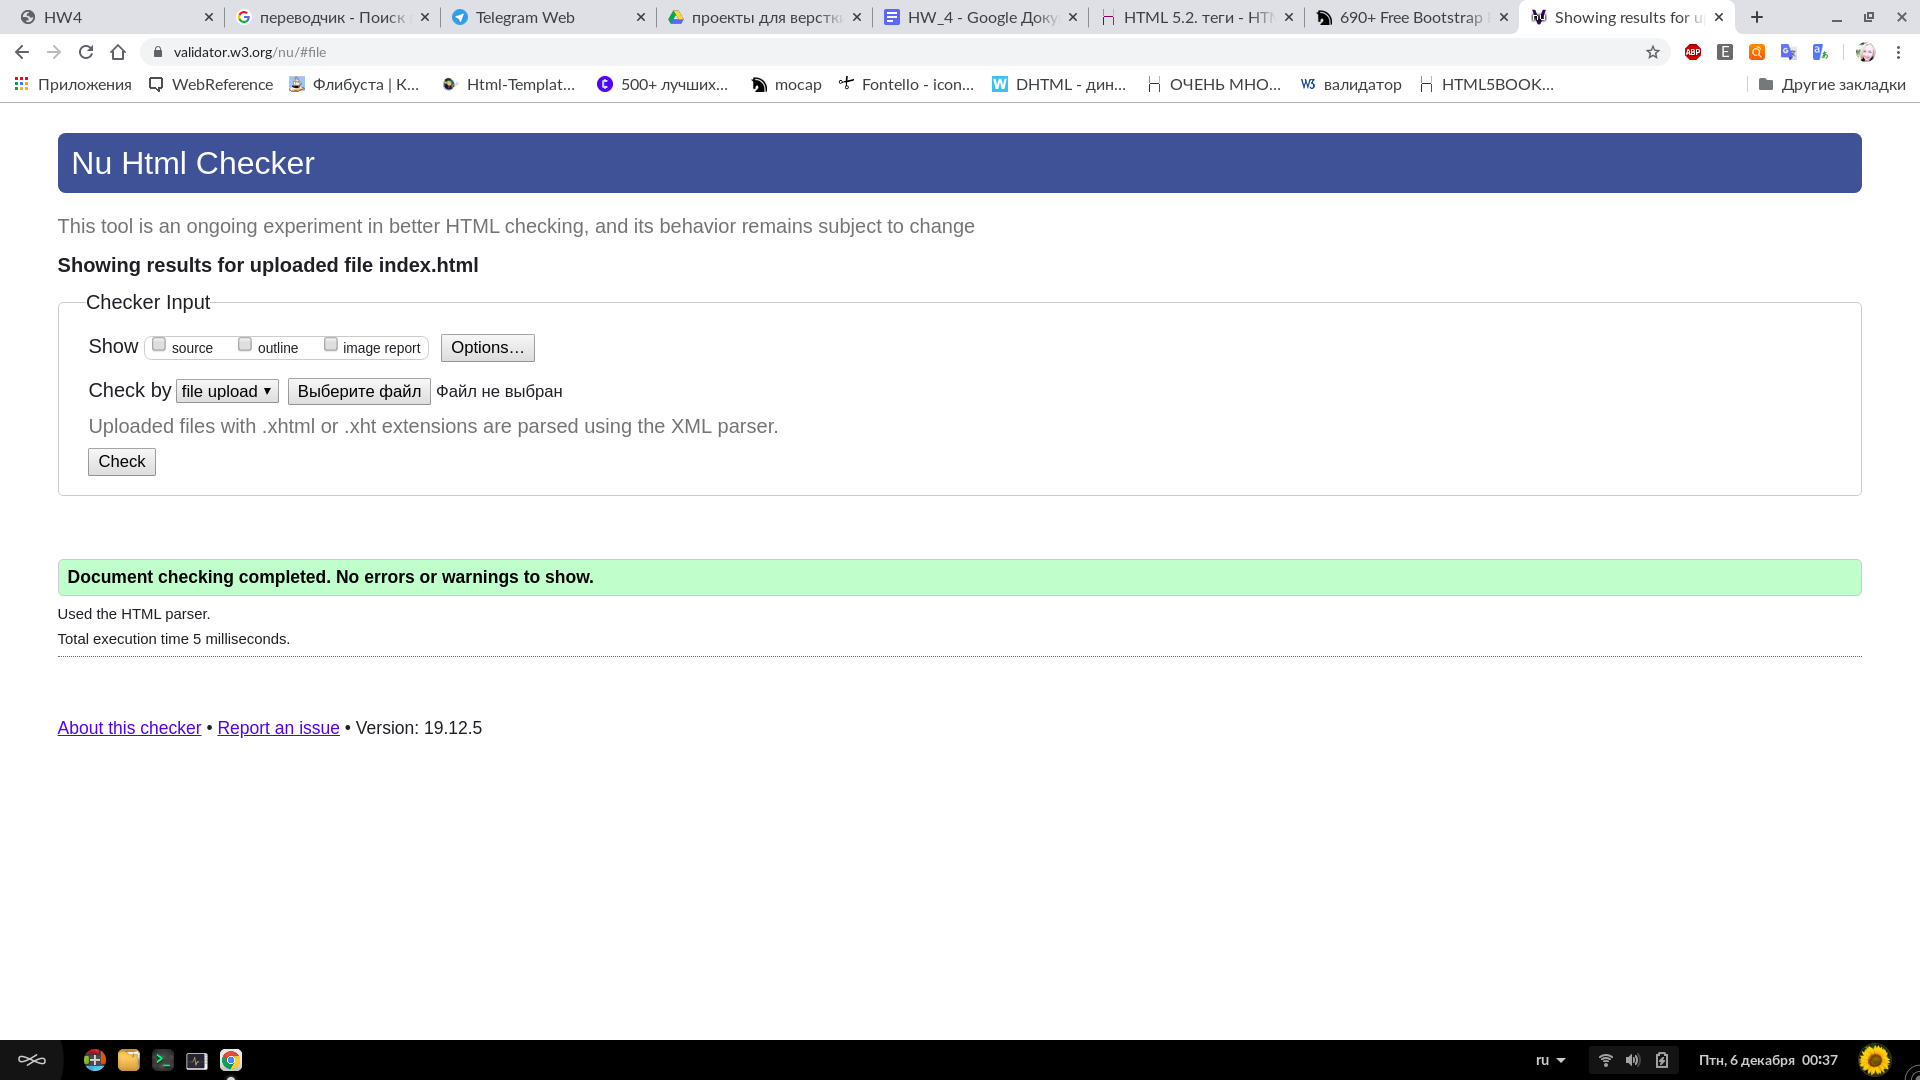 HW4
переводчик - Поиск
Telegram Web
проекты для верстки
HW_4 - Google Доку
HTML 5.2. теги - HTM
690+ Free Bootstrap
Showing results for u
validator.w3.org/nu/#file
ABP
E
Приложения
WebReference
Флибуста | К...
Html-Templat...
500+ лучших...
mocap
Fontello - icon...
DHTML - дин...
ОЧЕНЬ МНО...
валидатор
HTML5BOOK...
Другие закладки
Nu Html Checker
This tool is an ongoing experiment in better HTML checking, and its behavior remains subject to change
Showing results for uploaded file index.html
Checker Input
Show source outline image report Options...
Check by file upload Выберите файл Файл не выбран
Uploaded files with .xhtml or .xht extensions are parsed using the XML parser.
Check
Document checking completed. No errors or warnings to show.
Used the HTML parser.
Total execution time 5 milliseconds.
About this checker • Report an issue • Version: 19.12.5
ru
Птн, 6 декабря 00:37